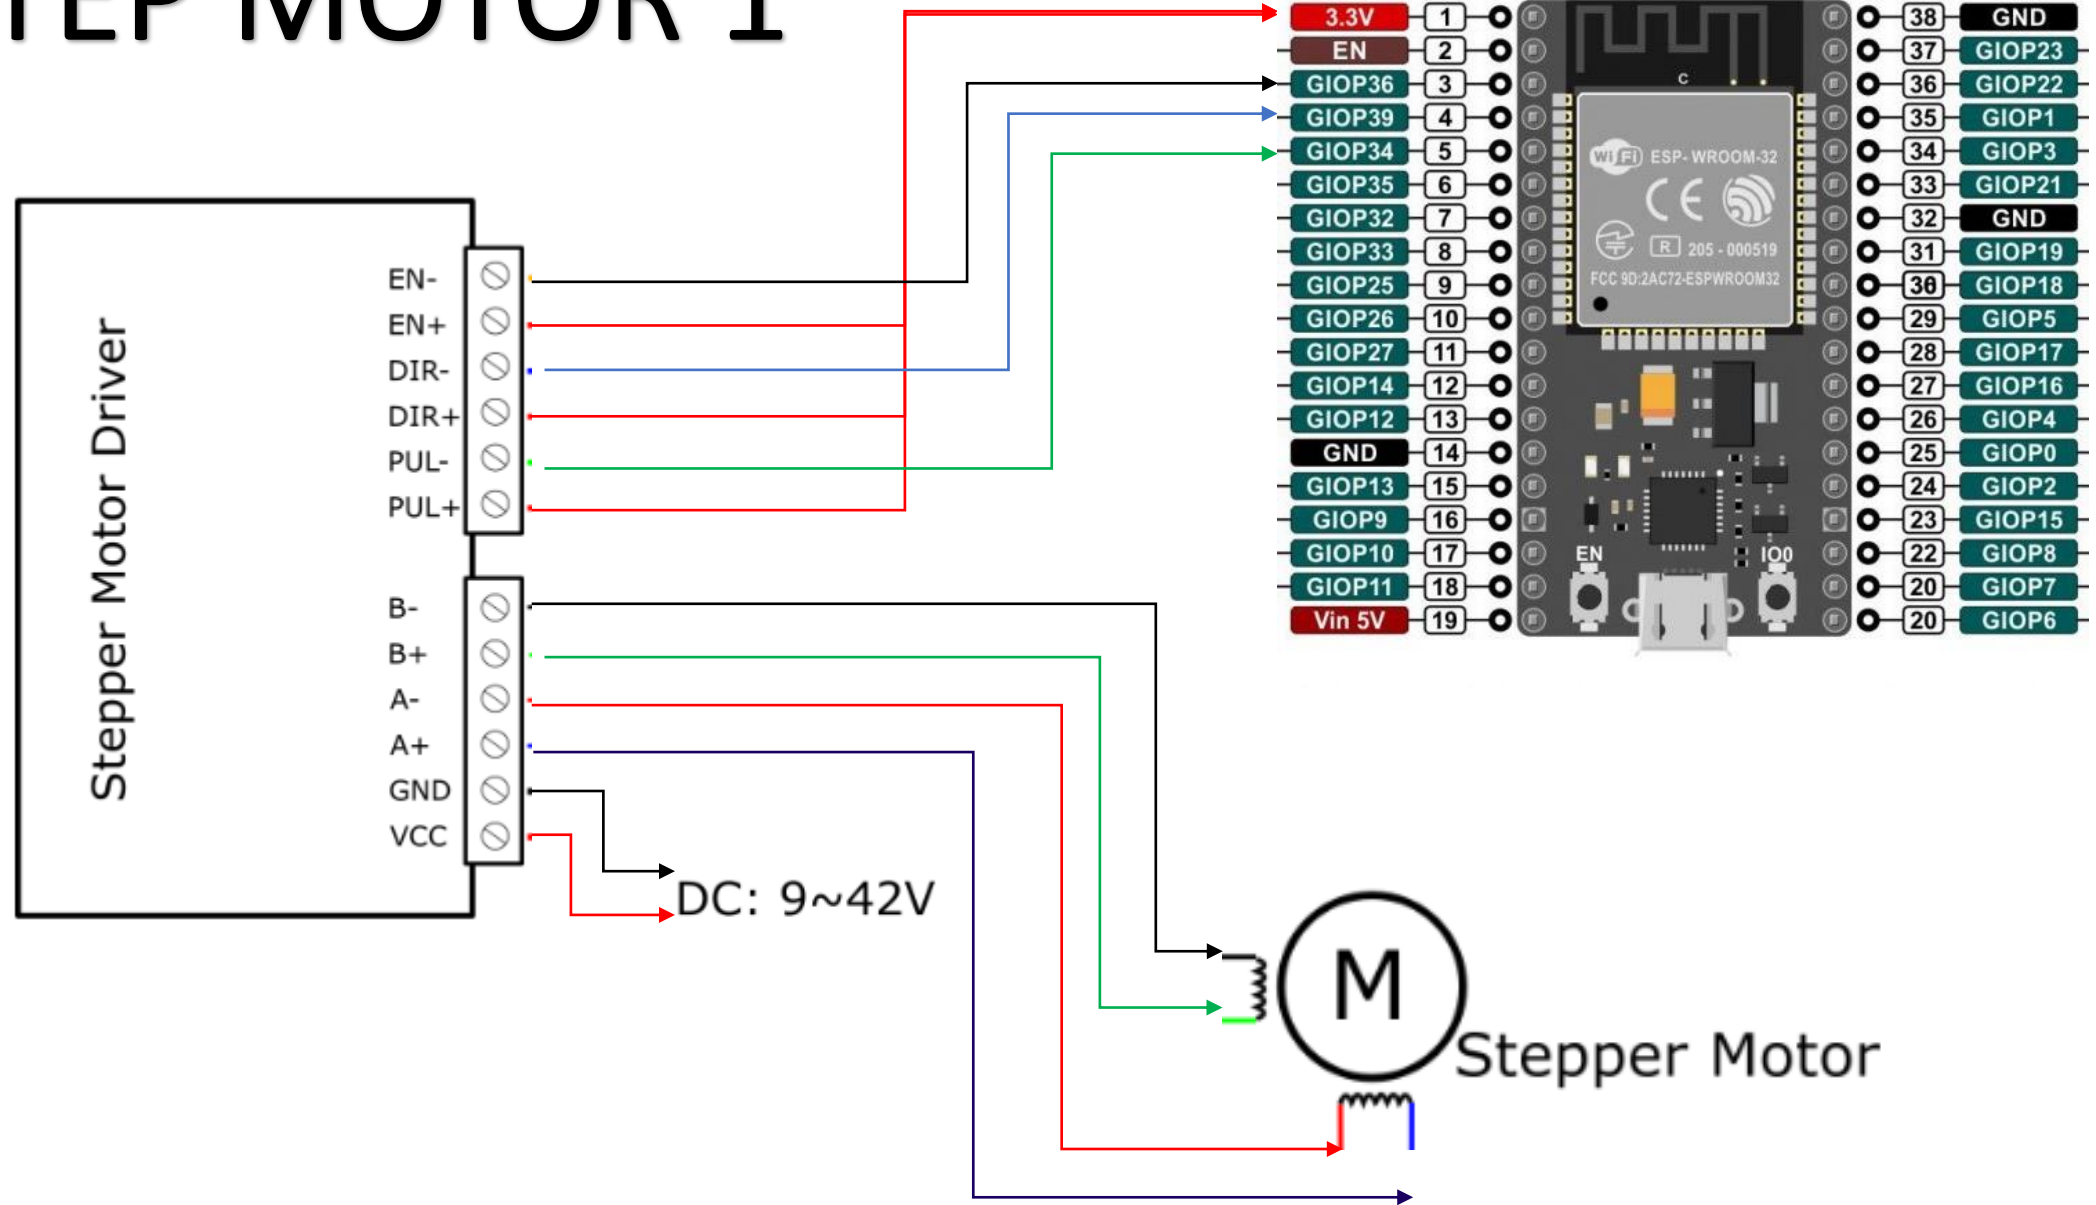 TEP MOTOR 1
Stepper Motor Driver
EN-
EN+
DIR-
DIR+
PUL-
PUL+
B-
B+
A-
A+
GND
VCC
DC: 9~42V
M
Stepper Motor
3.3V 1
EN 2
GIOP36 3
GIOP39 4
GIOP34 5
GIOP35 6
GIOP32 7
GIOP33 8
GIOP25 9
GIOP26 10
GIOP27 11
GIOP14 12
GIOP12 13
GND 14
GIOP13 15
GIOP9 16
GIOP10 17
GIOP11 18
Vin 5V 19
C
WiFi ESP-WROOM-32
CE
R 205-000519
FCC 9D:2AC72-ESPWROOM32
EN
IO0
38 GND
37 GIOP23
36 GIOP22
35 GIOP1
34 GIOP3
33 GIOP21
32 GND
31 GIOP19
30 GIOP18
29 GIOP5
28 GIOP17
27 GIOP16
26 GIOP4
25 GIOP0
24 GIOP2
23 GIOP15
22 GIOP8
20 GIOP7
20 GIOP6